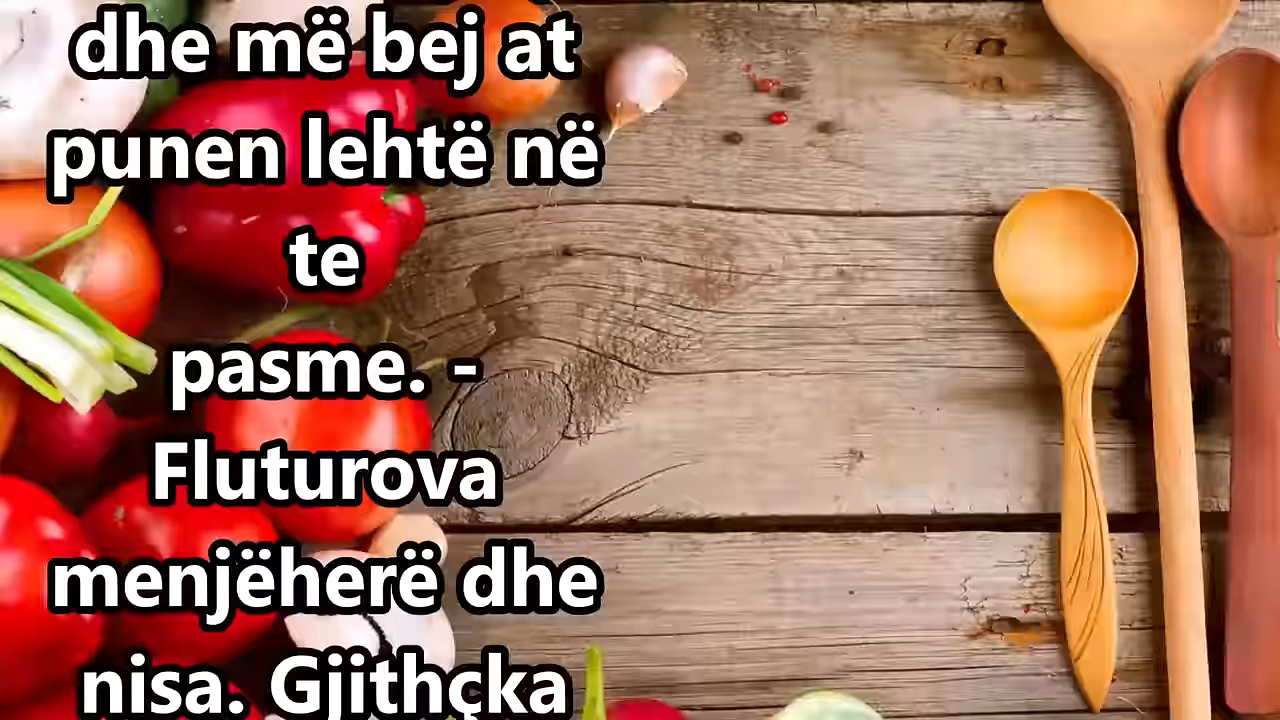 dhe më bej at
punen lehtë në
te
pasme. -
Fluturova
menjëherë dhe
nisa. Gjithçka